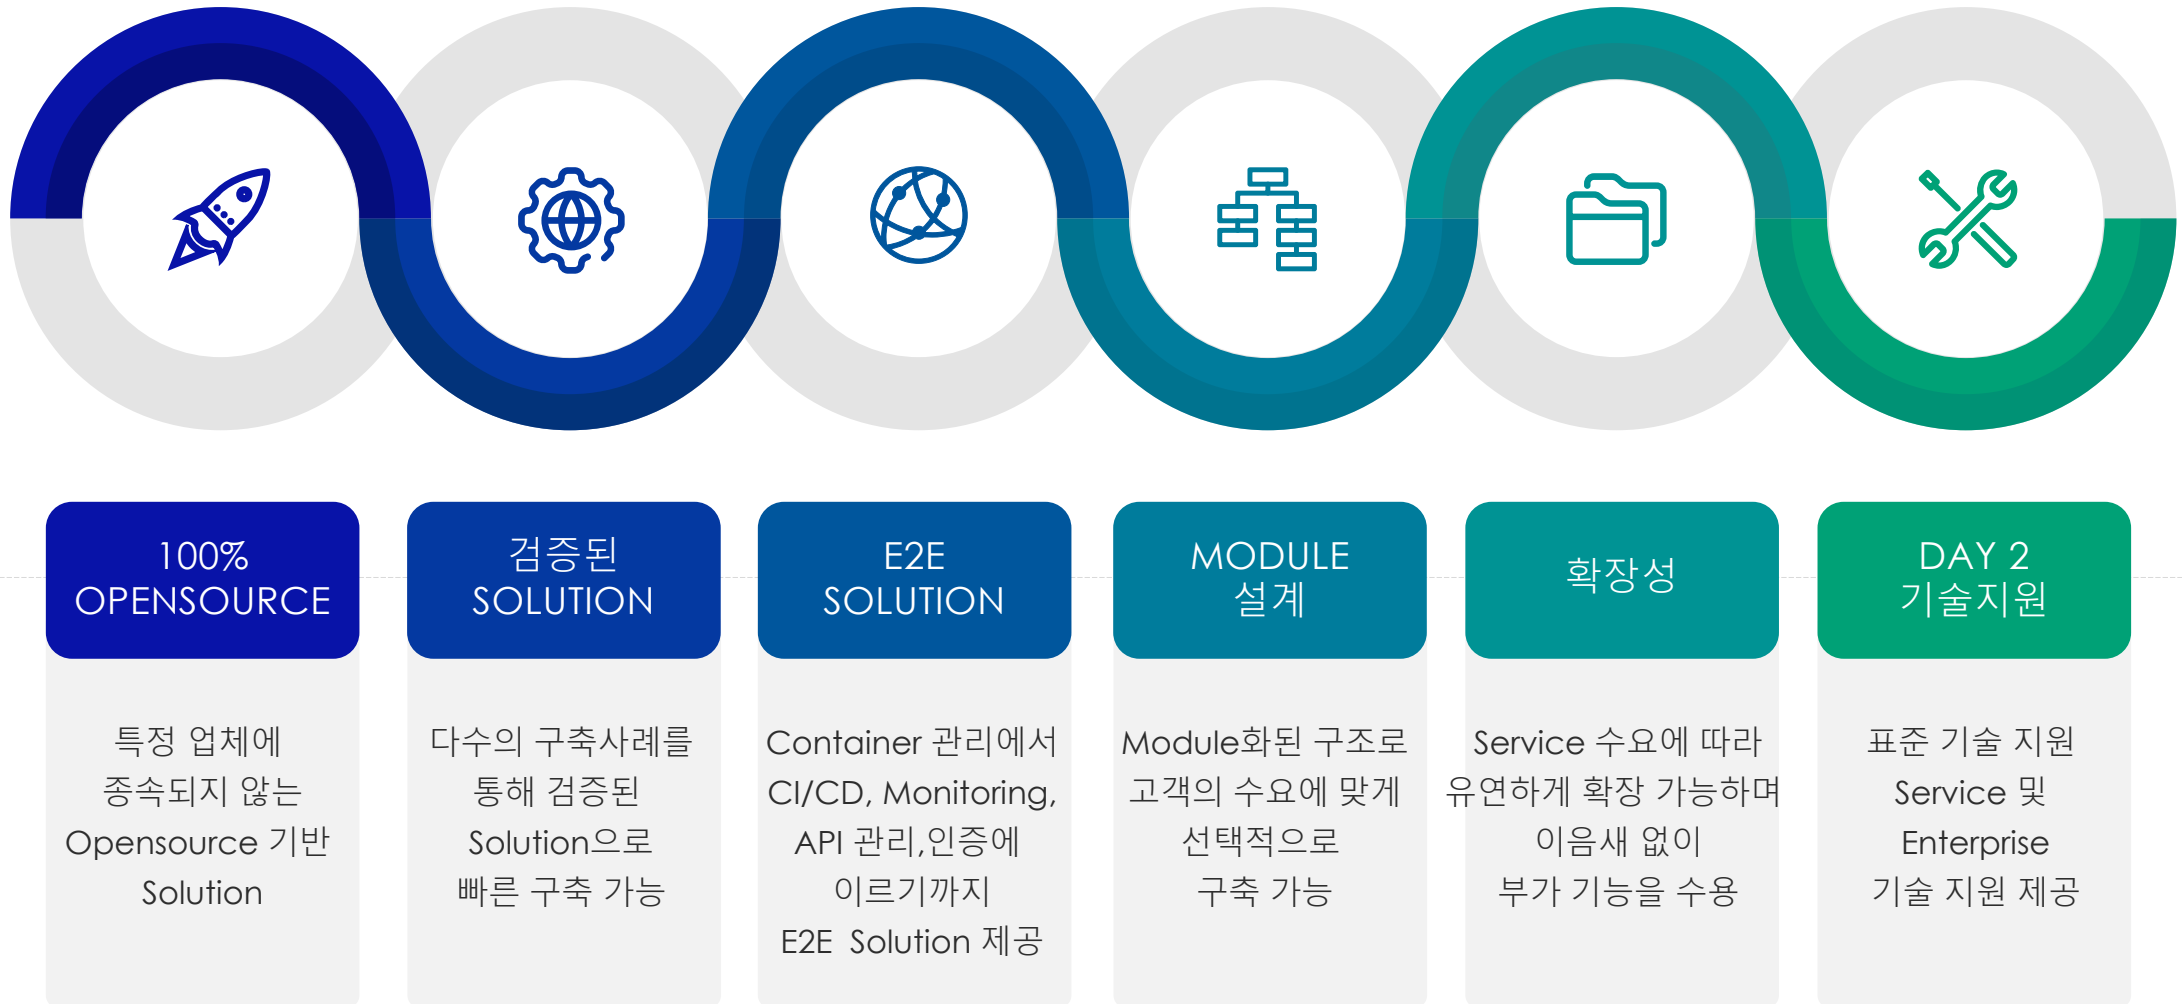 100%
OPENSOURCE
특정 업체에
종속되지 않는
Opensource 기반
Solution
검증된
SOLUTION
다수의 구축사례를
통해 검증된
Solution으로
빠른 구축 가능
E2E
SOLUTION
Container 관리에서
CI/CD, Monitoring,
API 관리,인증에
이르기까지
E2E Solution 제공
MODULE
설계
Module화된 구조로
고객의 수요에 맞게
선택적으로
구축 가능
확장성
Service 수요에 따라
유연하게 확장 가능하며
이음새 없이
부가 기능을 수용
DAY 2
기술지원
표준 기술 지원
Service 및
Enterprise
기술 지원 제공